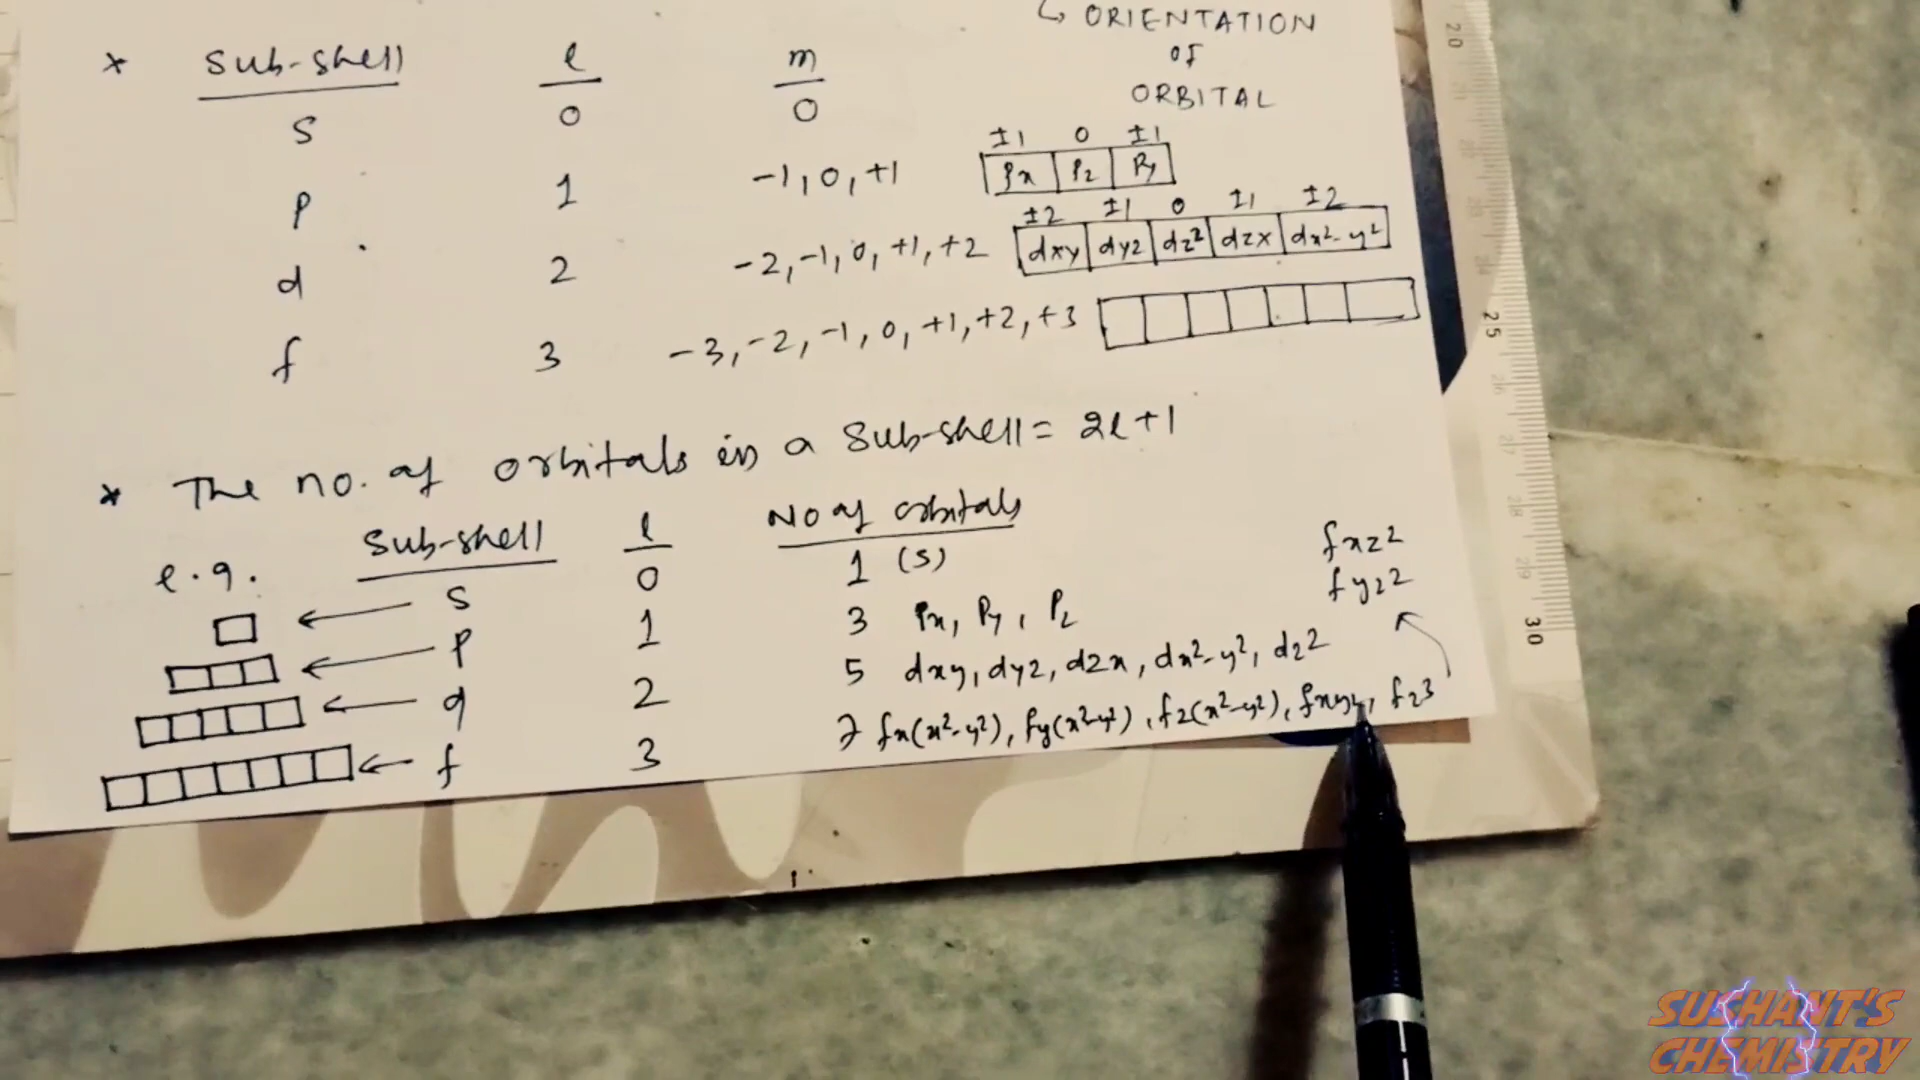 ↳ ORIENTATION
OF
ORBITAL
* Sub-shell l m
S 0 0
±1 0 ±1
p 1 -1, 0, +1 Px Pz Py
±2 ±1 0 ±1 ±2
d 2 -2, -1, 0, +1, +2 dxy dyz dz² dzx dx²-y²
f 3 -3, -2, -1, 0, +1, +2, +3
* The no. of orbitals in a Sub-shell = 2l+1
e.g. Sub-shell l No of orbitals
□ ← s 0 1 (s)
← p 1 3 Px, Py, Pz
← d 2 5 dxy, dyz, dzx, dx²-y², dz²
← f 3 7 fx(x²-y²), fy(x²-y²), fz(x²-y²), fxyz, fz3
fxz2
fyz2
20
25
30
SUSHANT'S
CHEMISTRY